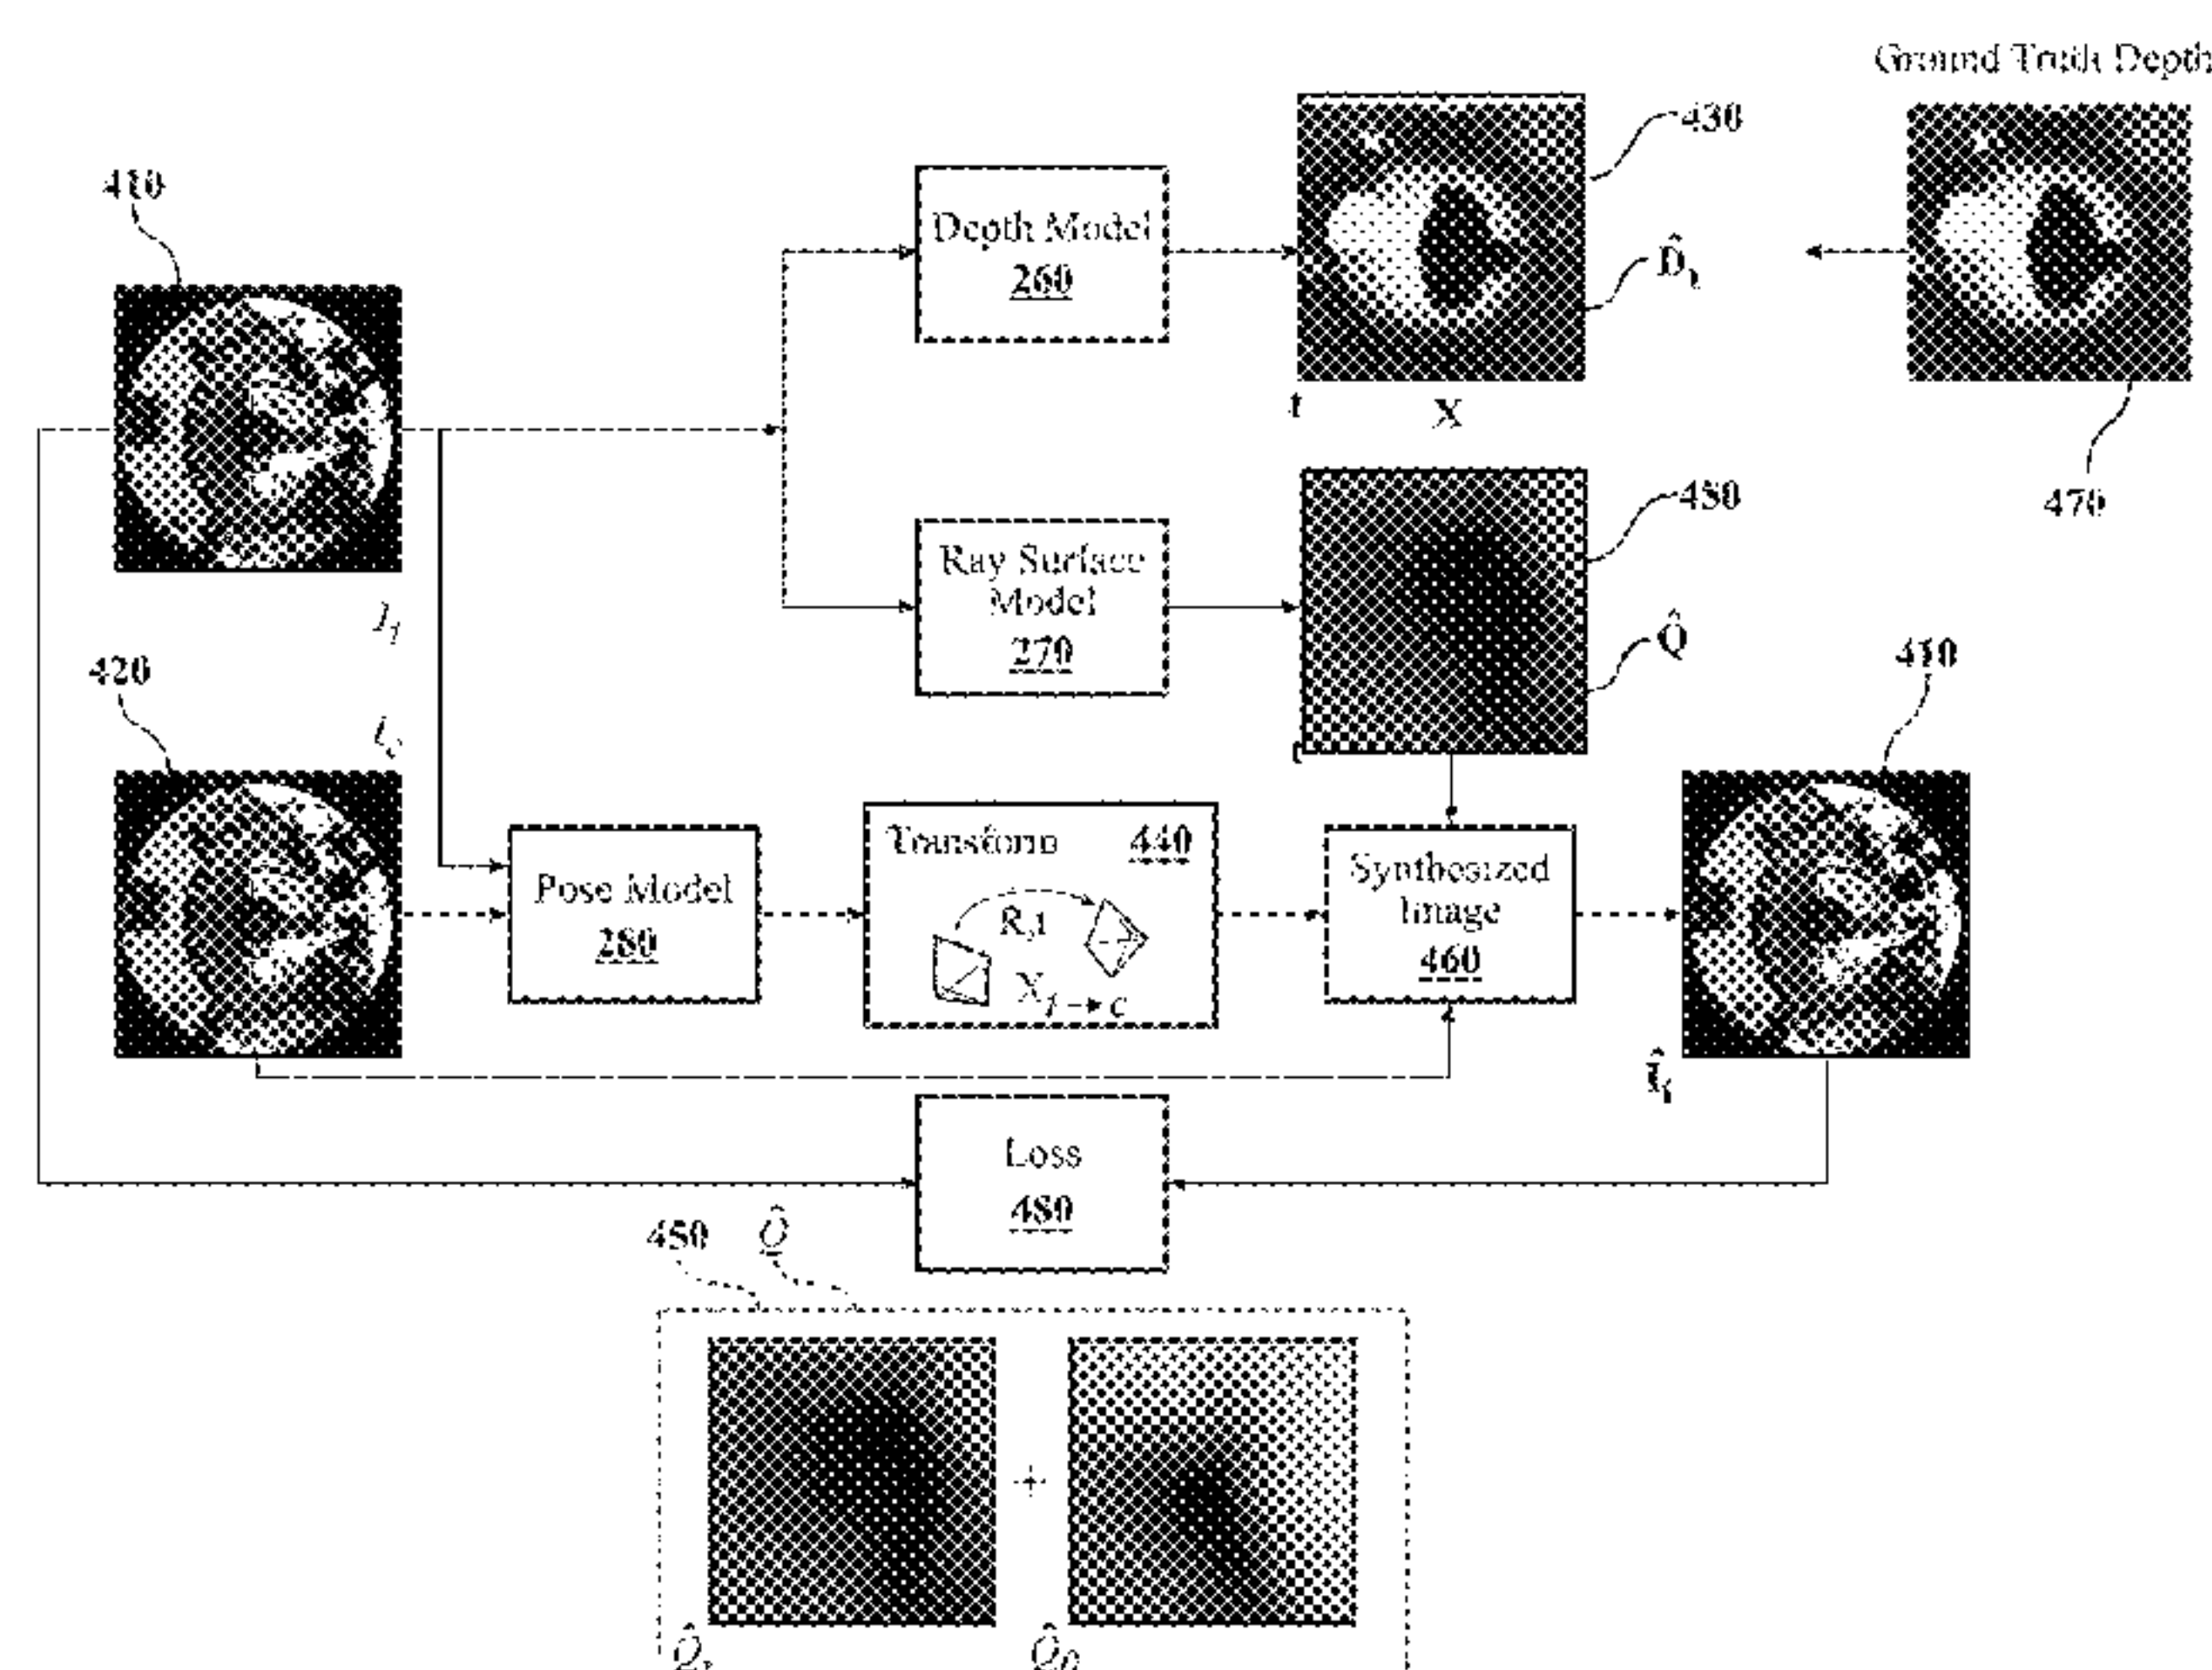 Ground Truth Depth
430
410
Depth Model
260
D̂t
t
X
470
450
Ray Surface
Model
270
Q̂
It
420
Ic
410
Transform
440
Pose Model
280
R,t
Xt→c
Synthesized
Image
460
Ît
Loss
480
450
Q̂
+
Q̂r
Q̂0